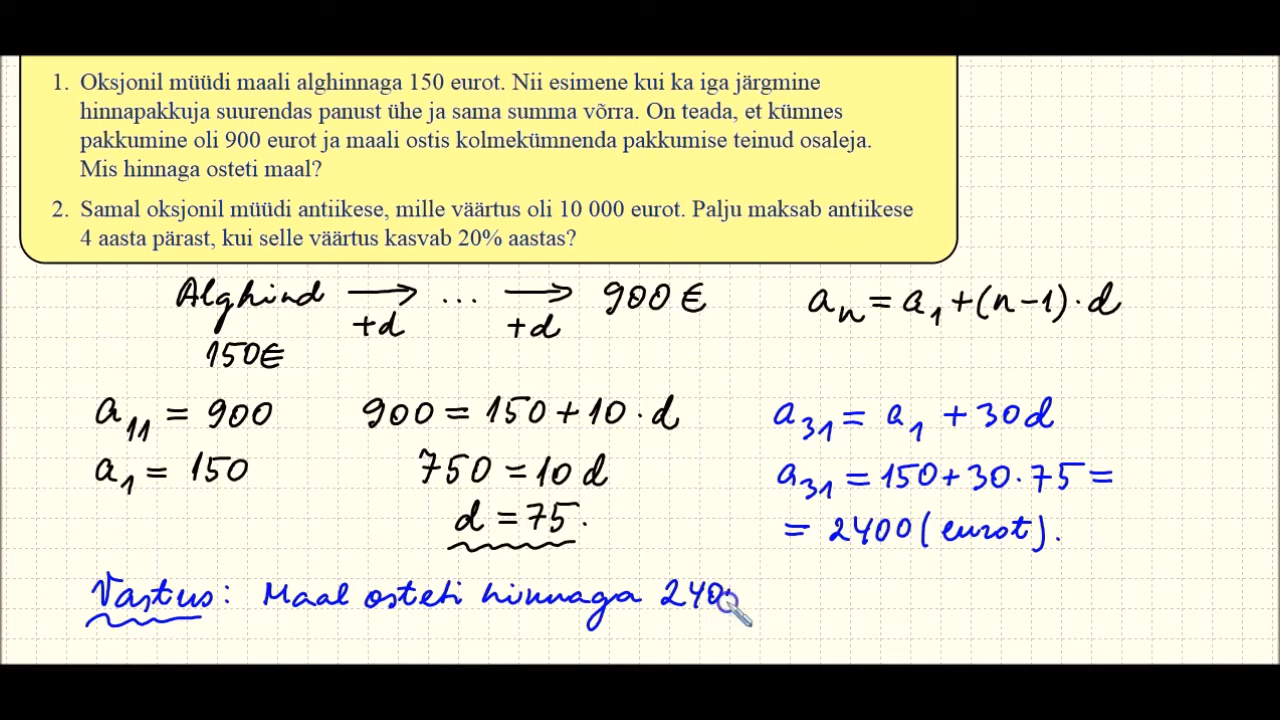 1. Oksjonil müüdi maali alghinnaga 150 eurot. Nii esimene kui ka iga järgmine
hinnapakkuja suurendas panust ühe ja sama summa võrra. On teada, et kümnes
pakkumine oli 900 eurot ja maali ostis kolmekümnenda pakkumise teinud osaleja.
Mis hinnaga osteti maal?
2. Samal oksjonil müüdi antiikese, mille väärtus oli 10 000 eurot. Palju maksab antiikese
4 aasta pärast, kui selle väärtus kasvab 20% aastas?
Alghind → ... → 900 €
+d +d
150€
aₙ = a₁ + (n-1) · d
a₁₁ = 900
a₁ = 150
900 = 150 + 10 · d
750 = 10 d
d = 75.
a₃₁ = a₁ + 30d
a₃₁ = 150 + 30 · 75 =
= 2400 (eurot).
Vastus: Maal osteti hinnaga 240